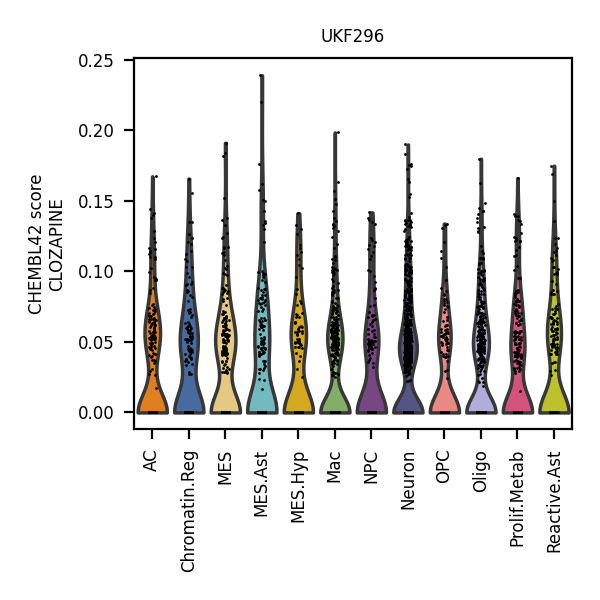 UKF296
CHEMBL42 score
CLOZAPINE
0.25
0.20
0.15
0.10
0.05
0.00
AC
Chromatin.Reg
MES
MES.Ast
MES.Hyp
Mac
NPC
Neuron
OPC
Oligo
Prolif.Metab
Reactive.Ast